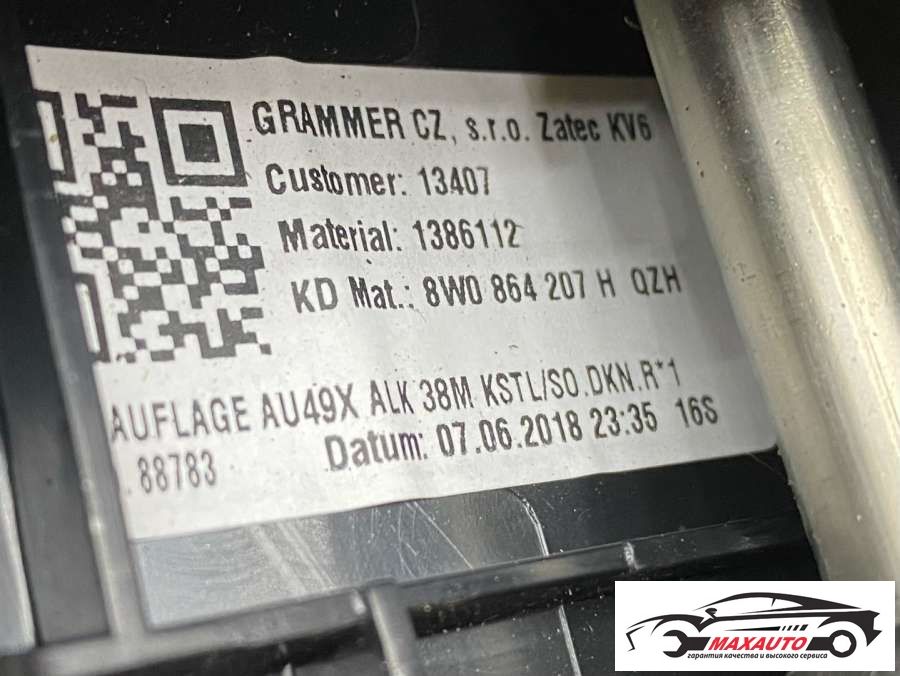 GRAMMER CZ, s.r.o. Zatec KV6
Customer: 13407
Material: 1386112
KD Mat.: 8W0 864 207 H QZH
AUFLAGE AU49X ALK 38M KSTL/SO.DKN.R*1
88783 Datum: 07.06.2018 23:35 16S
MAXAUTO
гарантия качества и высокого сервиса